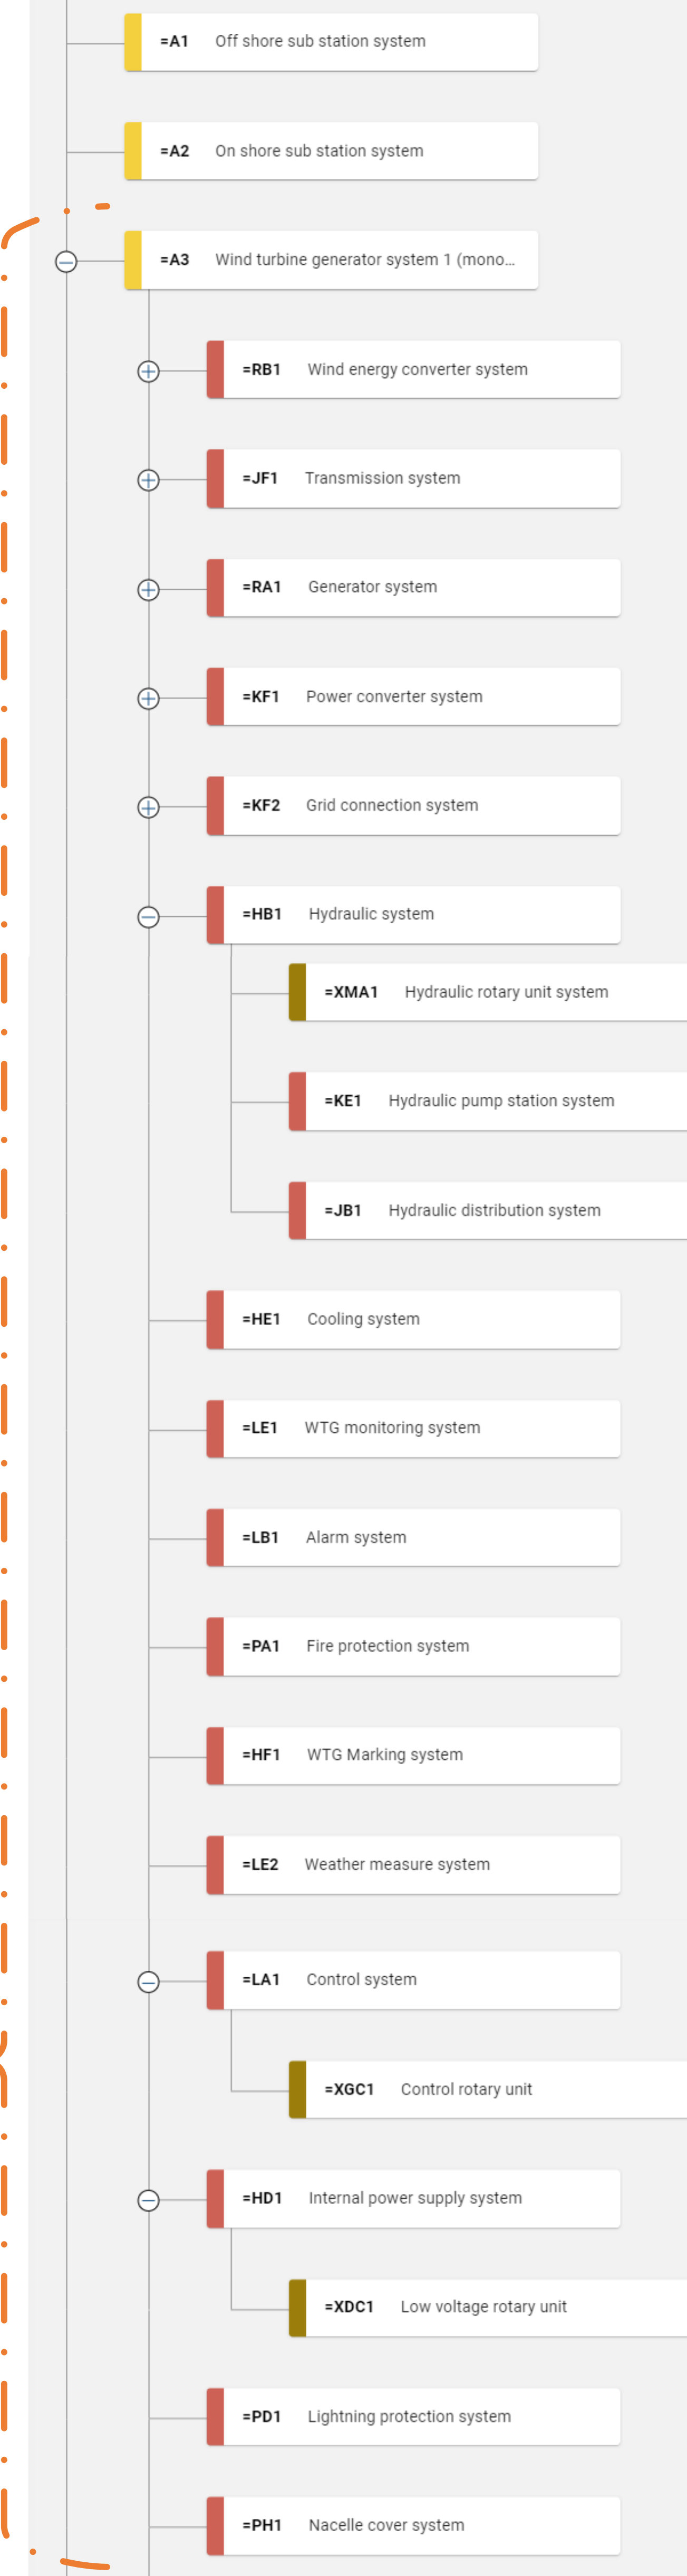 =A1 Off shore sub station system
=A2 On shore sub station system
=A3 Wind turbine generator system 1 (mono...
=RB1 Wind energy converter system
=JF1 Transmission system
=RA1 Generator system
=KF1 Power converter system
=KF2 Grid connection system
=HB1 Hydraulic system
=XMA1 Hydraulic rotary unit system
=KE1 Hydraulic pump station system
=JB1 Hydraulic distribution system
=HE1 Cooling system
=LE1 WTG monitoring system
=LB1 Alarm system
=PA1 Fire protection system
=HF1 WTG Marking system
=LE2 Weather measure system
=LA1 Control system
=XGC1 Control rotary unit
=HD1 Internal power supply system
=XDC1 Low voltage rotary unit
=PD1 Lightning protection system
=PH1 Nacelle cover system